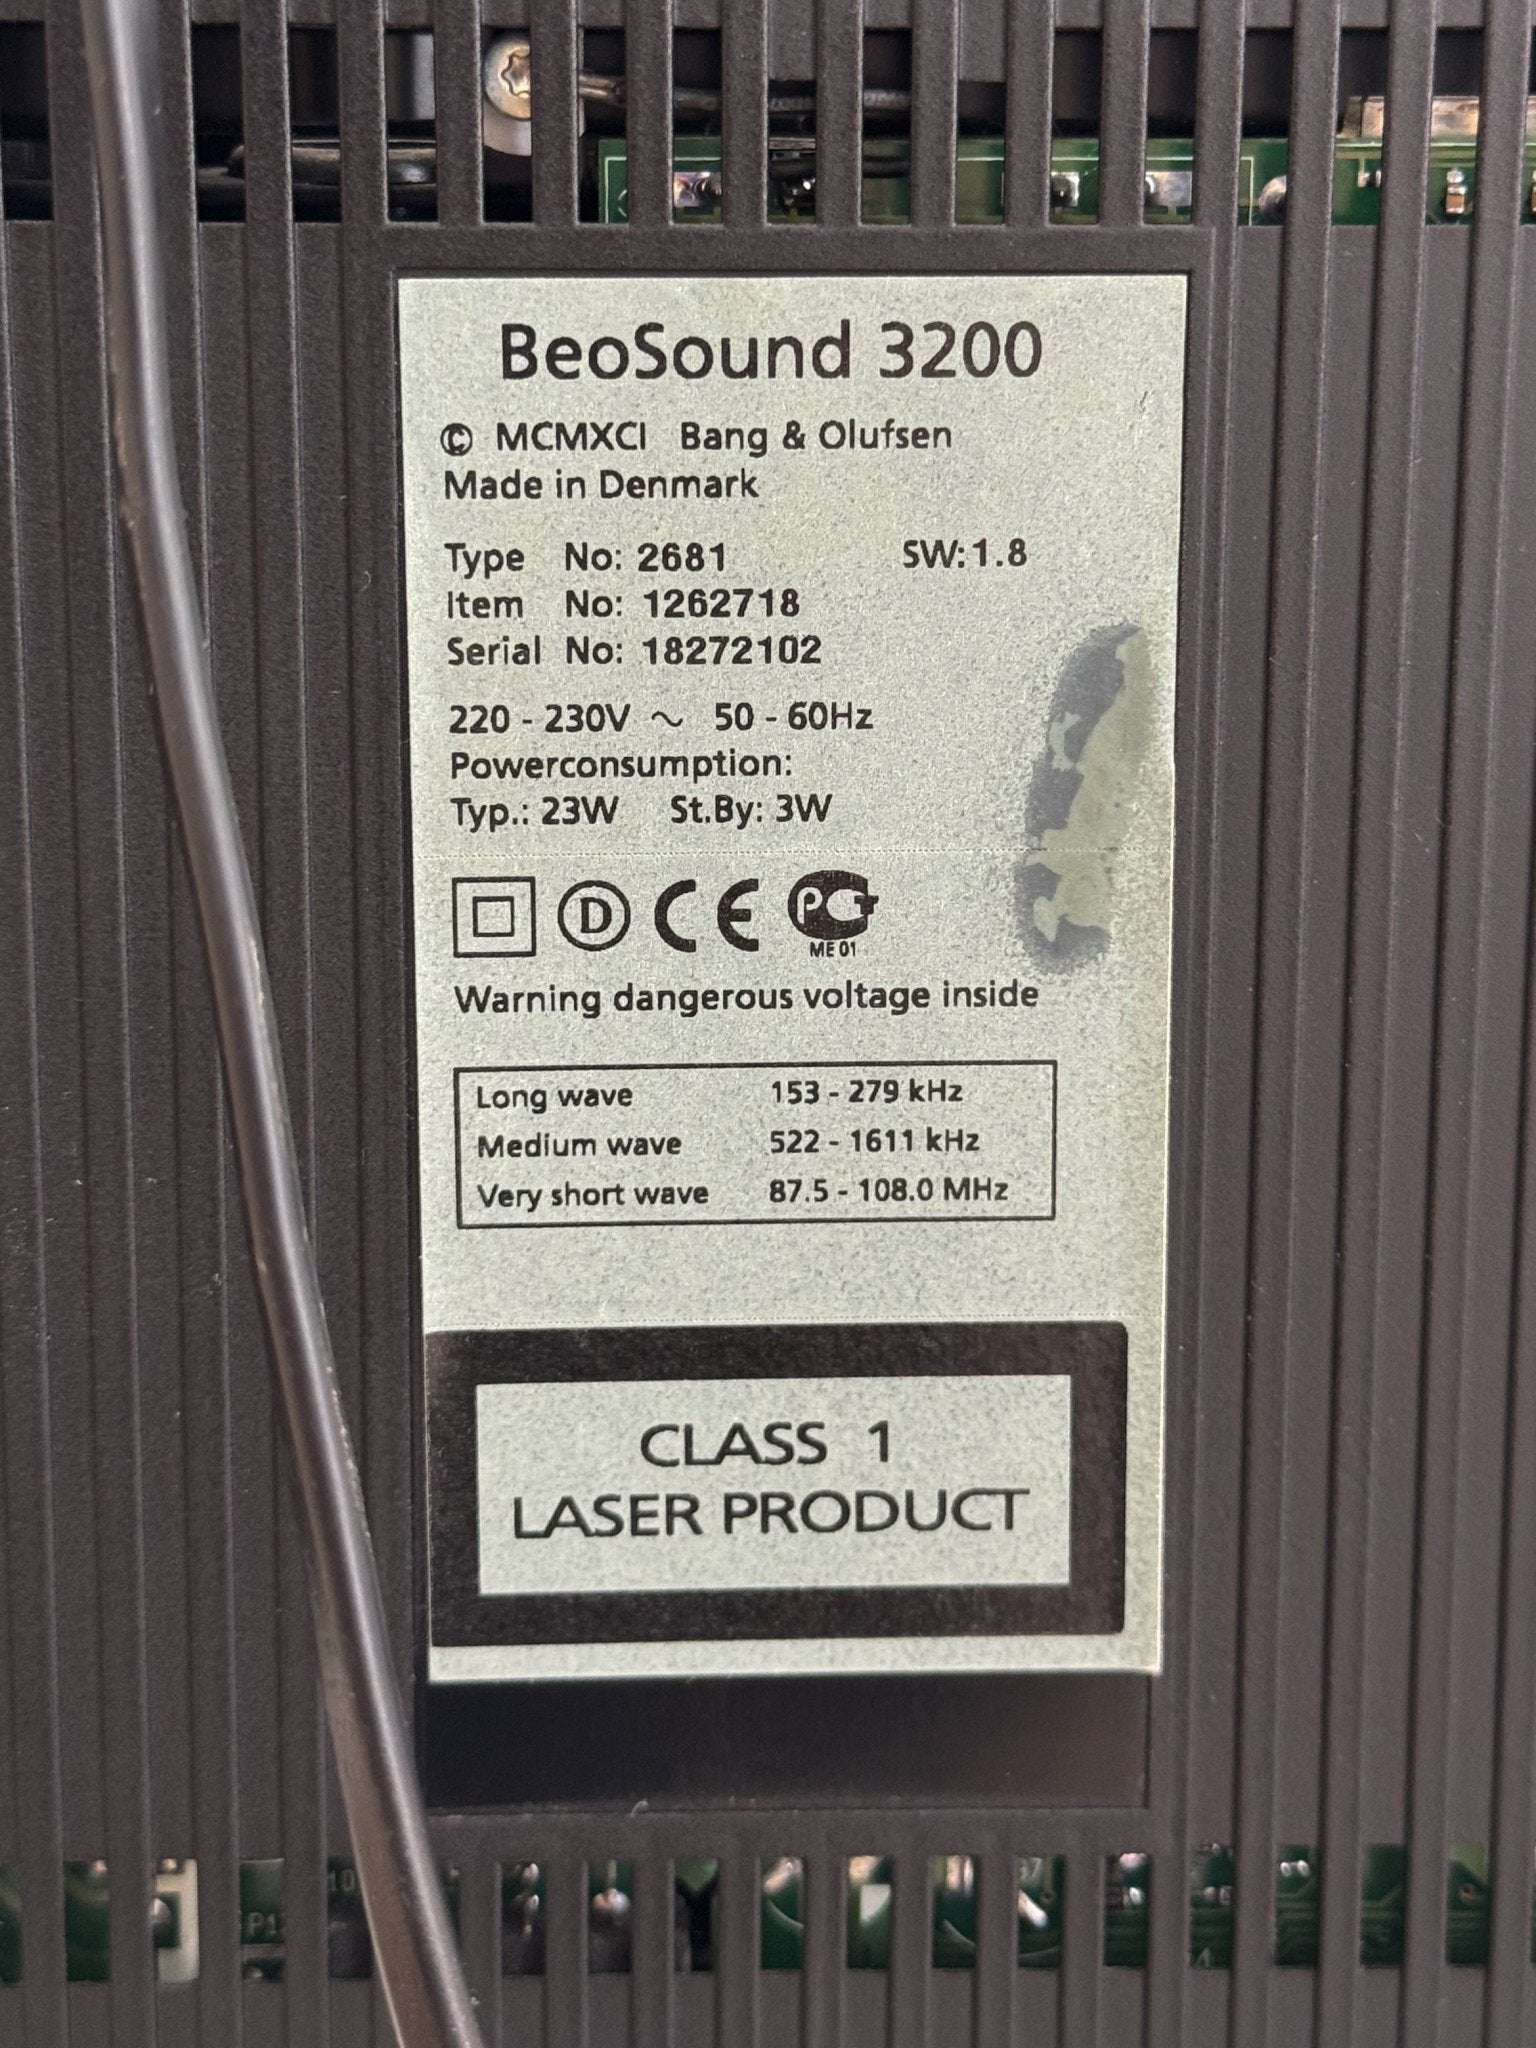 BeoSound 3200
© MCMXCI Bang & Olufsen
Made in Denmark
Type No: 2681 SW:1.8
Item No: 1262718
Serial No: 18272102
220 - 230V ~ 50 - 60Hz
Powerconsumption:
Typ.: 23W St.By: 3W
D CE PCT
ME 01
Warning dangerous voltage inside
Long wave 153 - 279 kHz
Medium wave 522 - 1611 kHz
Very short wave 87.5 - 108.0 MHz
CLASS 1
LASER PRODUCT